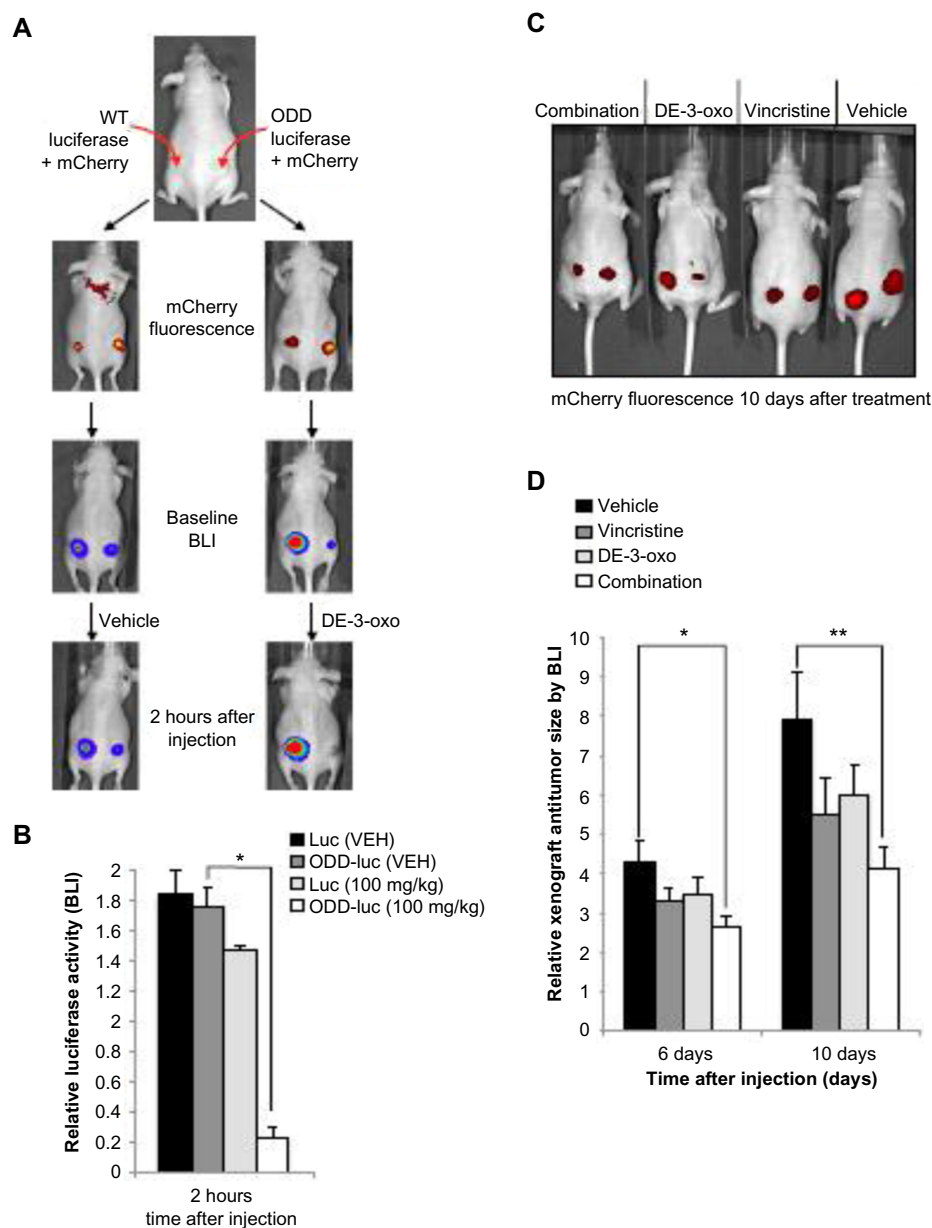 A
WT
luciferase
+ mCherry
ODD
luciferase
+ mCherry
mCherry
fluorescence
Baseline
BLI
Vehicle
DE-3-oxo
2 hours after
injection
B
Luc (VEH)
ODD-luc (VEH)
Luc (100 mg/kg)
ODD-luc (100 mg/kg)
*
Relative luciferase activity (BLI)
2
1.8
1.6
1.4
1.2
2
0.8
0.6
0.4
0.2
0
2 hours
time after injection
C
Combination
DE-3-oxo
Vincristine
Vehicle
mCherry fluorescence 10 days after treatment
D
Vehicle
Vincristine
DE-3-oxo
Combination
*
**
Relative xenograft antitumor size by BLI
10
9
8
7
6
5
4
3
2
1
0
6 days
10 days
Time after injection (days)